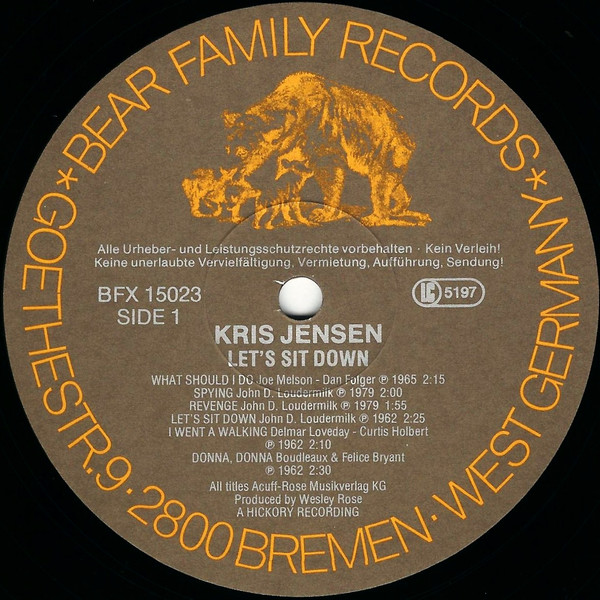 *BEAR FAMILY RECORDS*
GOETHESTR.9·2800 BREMEN·WEST GERMANY
Alle Urheber- und Leistungsschutzrechte vorbehalten · Kein Verleih!
Keine unerlaubte Vervielfältigung, Vermietung, Aufführung, Sendung!
BFX 15023
SIDE 1
LC 5197
KRIS JENSEN
LET'S SIT DOWN
WHAT SHOULD I DO Joe Melson - Dan Folger ℗ 1965 2:15
SPYING John D. Loudermilk ℗ 1979 2:00
REVENGE John D. Loudermilk ℗ 1979 1:55
LET'S SIT DOWN John D. Loudermilk ℗ 1962 2:25
I WENT A WALKING Delmar Loveday - Curtis Holbert
℗ 1962 2:10
DONNA, DONNA Boudleaux & Felice Bryant
℗ 1962 2:30
All titles Acuff-Rose Musikverlag KG
Produced by Wesley Rose
A HICKORY RECORDING